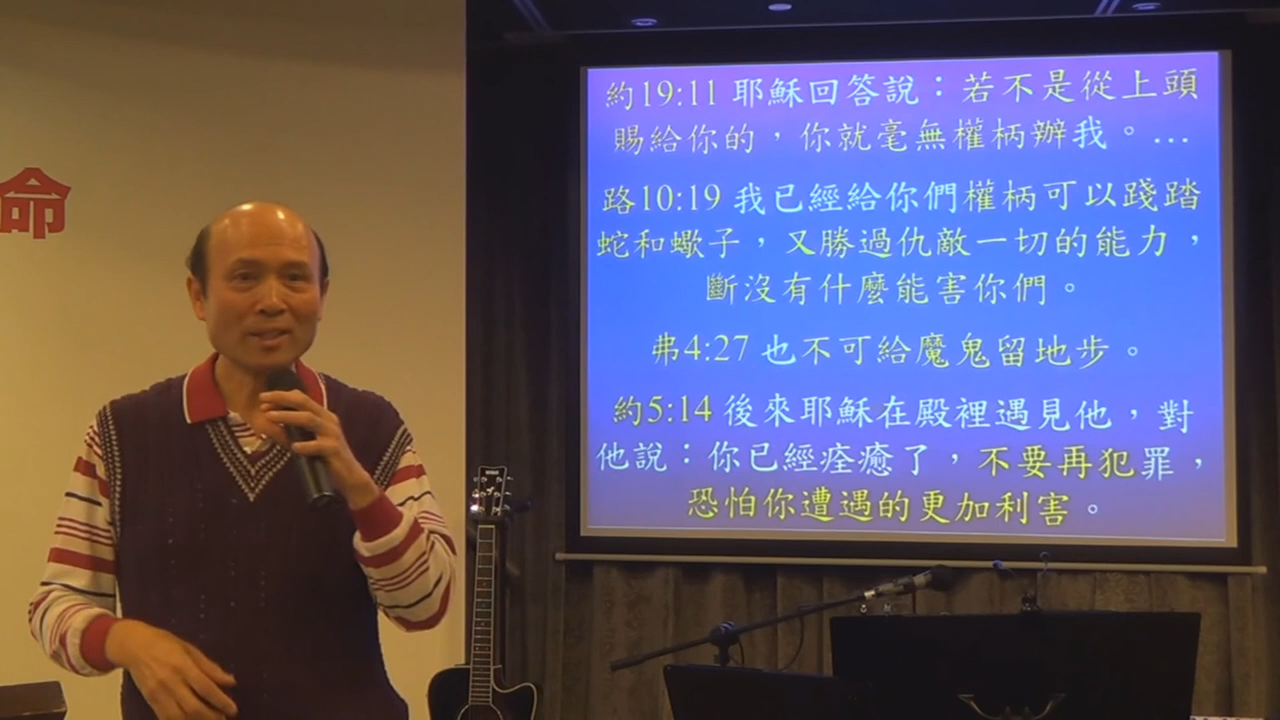 命
約19:11 耶穌回答說：若不是從上頭
賜給你的，你就毫無權柄辦我。…
路10:19 我已經給你們權柄可以踐踏
蛇和蠍子，又勝過仇敵一切的能力，
斷沒有什麼能害你們。
弗4:27 也不可給魔鬼留地步。
約5:14 後來耶穌在殿裡遇見他，對
他說：你已經痊癒了，不要再犯罪，
恐怕你遭遇的更加利害。